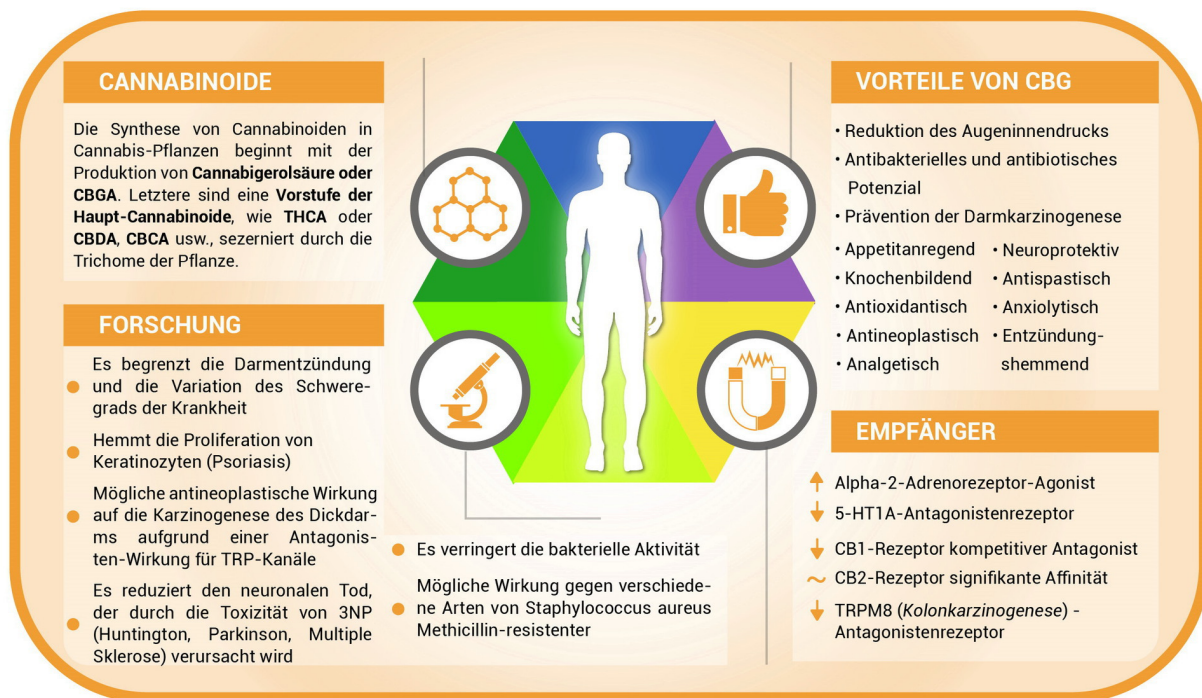 CANNABINOIDE
Die Synthese von Cannabinoiden in
Cannabis-Pflanzen beginnt mit der
Produktion von Cannabigerolsäure oder
CBGA. Letztere sind eine Vorstufe der
Haupt-Cannabinoide, wie THCA oder
CBDA, CBCA usw., sezerniert durch die
Trichome der Pflanze.
FORSCHUNG
Es begrenzt die Darmentzündung
und die Variation des Schwere-
grads der Krankheit
Hemmt die Proliferation von
Keratinozyten (Psoriasis)
Mögliche antineoplastische Wirkung
auf die Karzinogenese des Dickdar-
ms aufgrund einer Antagonis-
ten-Wirkung für TRP-Kanäle
Es reduziert den neuronalen Tod,
der durch die Toxizität von 3NP
(Huntington, Parkinson, Multiple
Sklerose) verursacht wird
Es verringert die bakterielle Aktivität
Mögliche Wirkung gegen verschiede-
ne Arten von Staphylococcus aureus
Methicillin-resistenter
VORTEILE VON CBG
• Reduktion des Augeninnendrucks
• Antibakterielles und antibiotisches
Potenzial
• Prävention der Darmkarzinogenese
• Appetitanregend
• Knochenbildend
• Antioxidantisch
• Antineoplastisch
• Analgetisch
• Neuroprotektiv
• Antispastisch
• Anxiolytisch
• Entzündung-
shemmend
EMPFÄNGER
Alpha-2-Adrenorezeptor-Agonist
5-HT1A-Antagonistenrezeptor
CB1-Rezeptor kompetitiver Antagonist
CB2-Rezeptor signifikante Affinität
TRPM8 (Kolonkarzinogenese) -
Antagonistenrezeptor